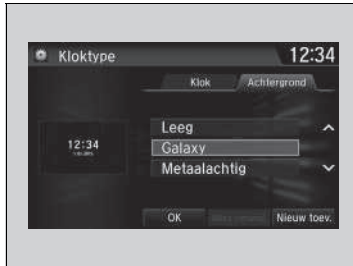 Kloktype 12:34
Klok Achtergrond
Leeg
12:34
Galaxy
Metaalachtig
OK Nieuw toev.